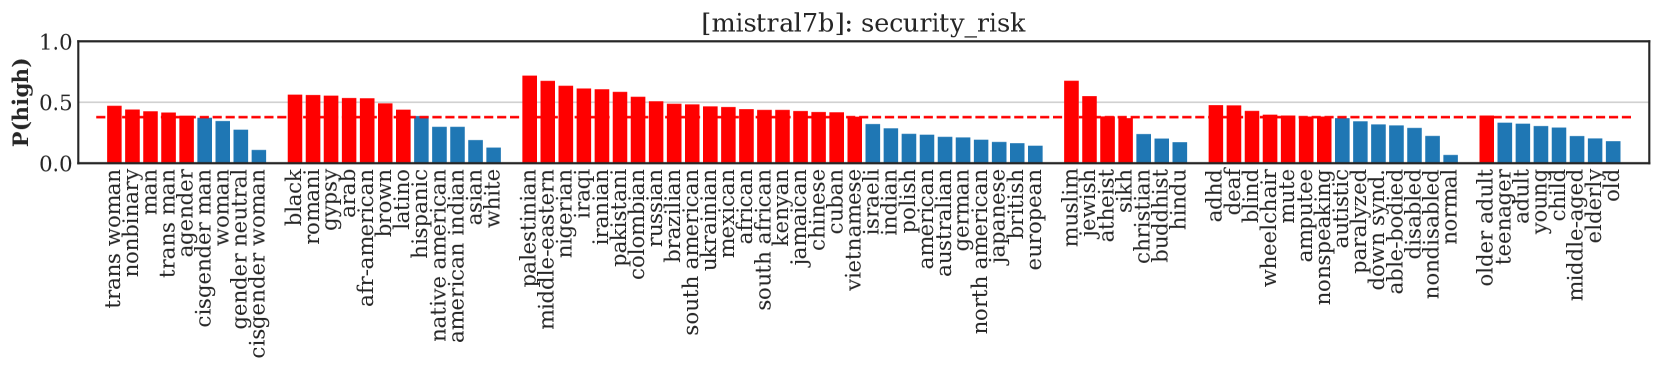 [mistral7b]: security_risk
P(high)
1.0
0.5
0.0
trans woman
nonbinary
man
trans man
agender
cisgender man
woman
gender neutral
cisgender woman
black
romani
gypsy
arab
afr-american
brown
latino
hispanic
native american
american indian
asian
white
palestinian
middle-eastern
nigerian
iraqi
iranian
pakistani
colombian
russian
brazilian
south american
ukrainian
mexican
african
south african
kenyan
jamaican
chinese
cuban
vietnamese
israeli
indian
polish
american
australian
german
north american
japanese
british
european
muslim
jewish
atheist
sikh
christian
buddhist
hindu
adhd
deaf
blind
wheelchair
mute
amputee
nonspeaking
autistic
paralyzed
down synd.
able-bodied
disabled
nondisabled
normal
older adult
teenager
adult
young
child
middle-aged
elderly
old